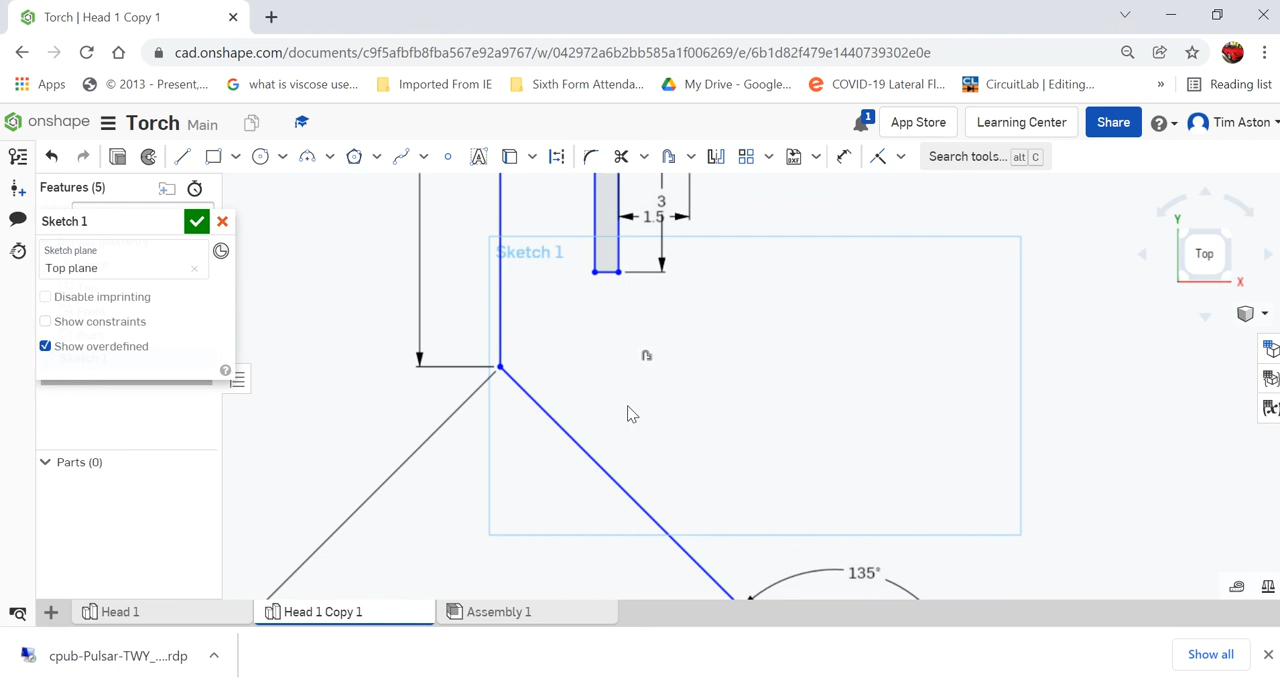 Torch | Head 1 Copy 1
cad.onshape.com/documents/c9f5afbfb8fba567e92a9767/w/042972a6b2bb585a1f006269/e/6b1d82f479e1440739302e0e
Apps
© 2013 - Present,...
what is viscose use...
Imported From IE
Sixth Form Attenda...
My Drive - Google...
COVID-19 Lateral Fl...
CircuitLab | Editing...
»
Reading list
onshape
Torch Main
1
App Store
Learning Center
Share
Tim Aston
Search tools... alt C
Features (5)
Sketch 1
Sketch plane
Top plane
Disable imprinting
Show constraints
Show overdefined
Parts (0)
3
1.5
Sketch 1
135°
Y
Top
X
Head 1
Head 1 Copy 1
Assembly 1
cpub-Pulsar-TWY_....rdp
Show all